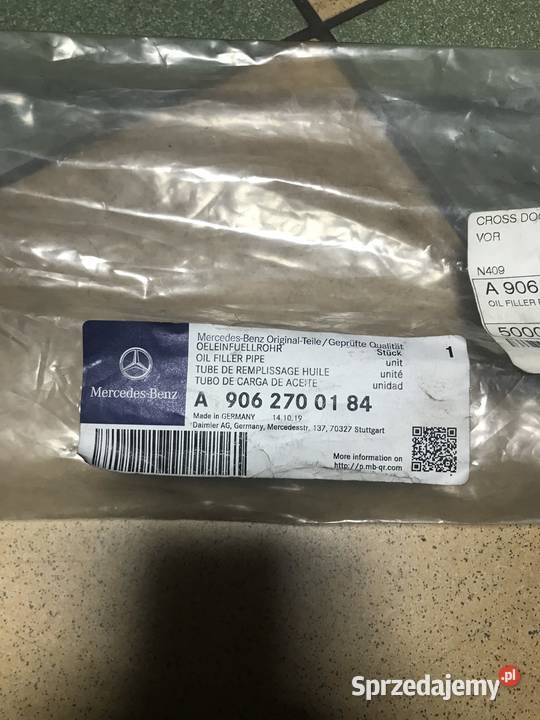 CROSS DOC
VOR
N409
A 906
OIL FILLER P
5000
Mercedes-Benz
Mercedes-Benz Original-Teile/Geprüfte Qualität
OELEINFUELLROHR Stück 1
OIL FILLER PIPE unit
TUBE DE REMPLISSAGE HUILE unité
TUBO DE CARGA DE ACEITE unidad
A 906 270 01 84
Made in GERMANY 14.10.19
Daimler AG, Germany, Mercedesstr. 137, 70327 Stuttgart
More information on
http://p.mb-qr.com
Sprzedajemy.pl